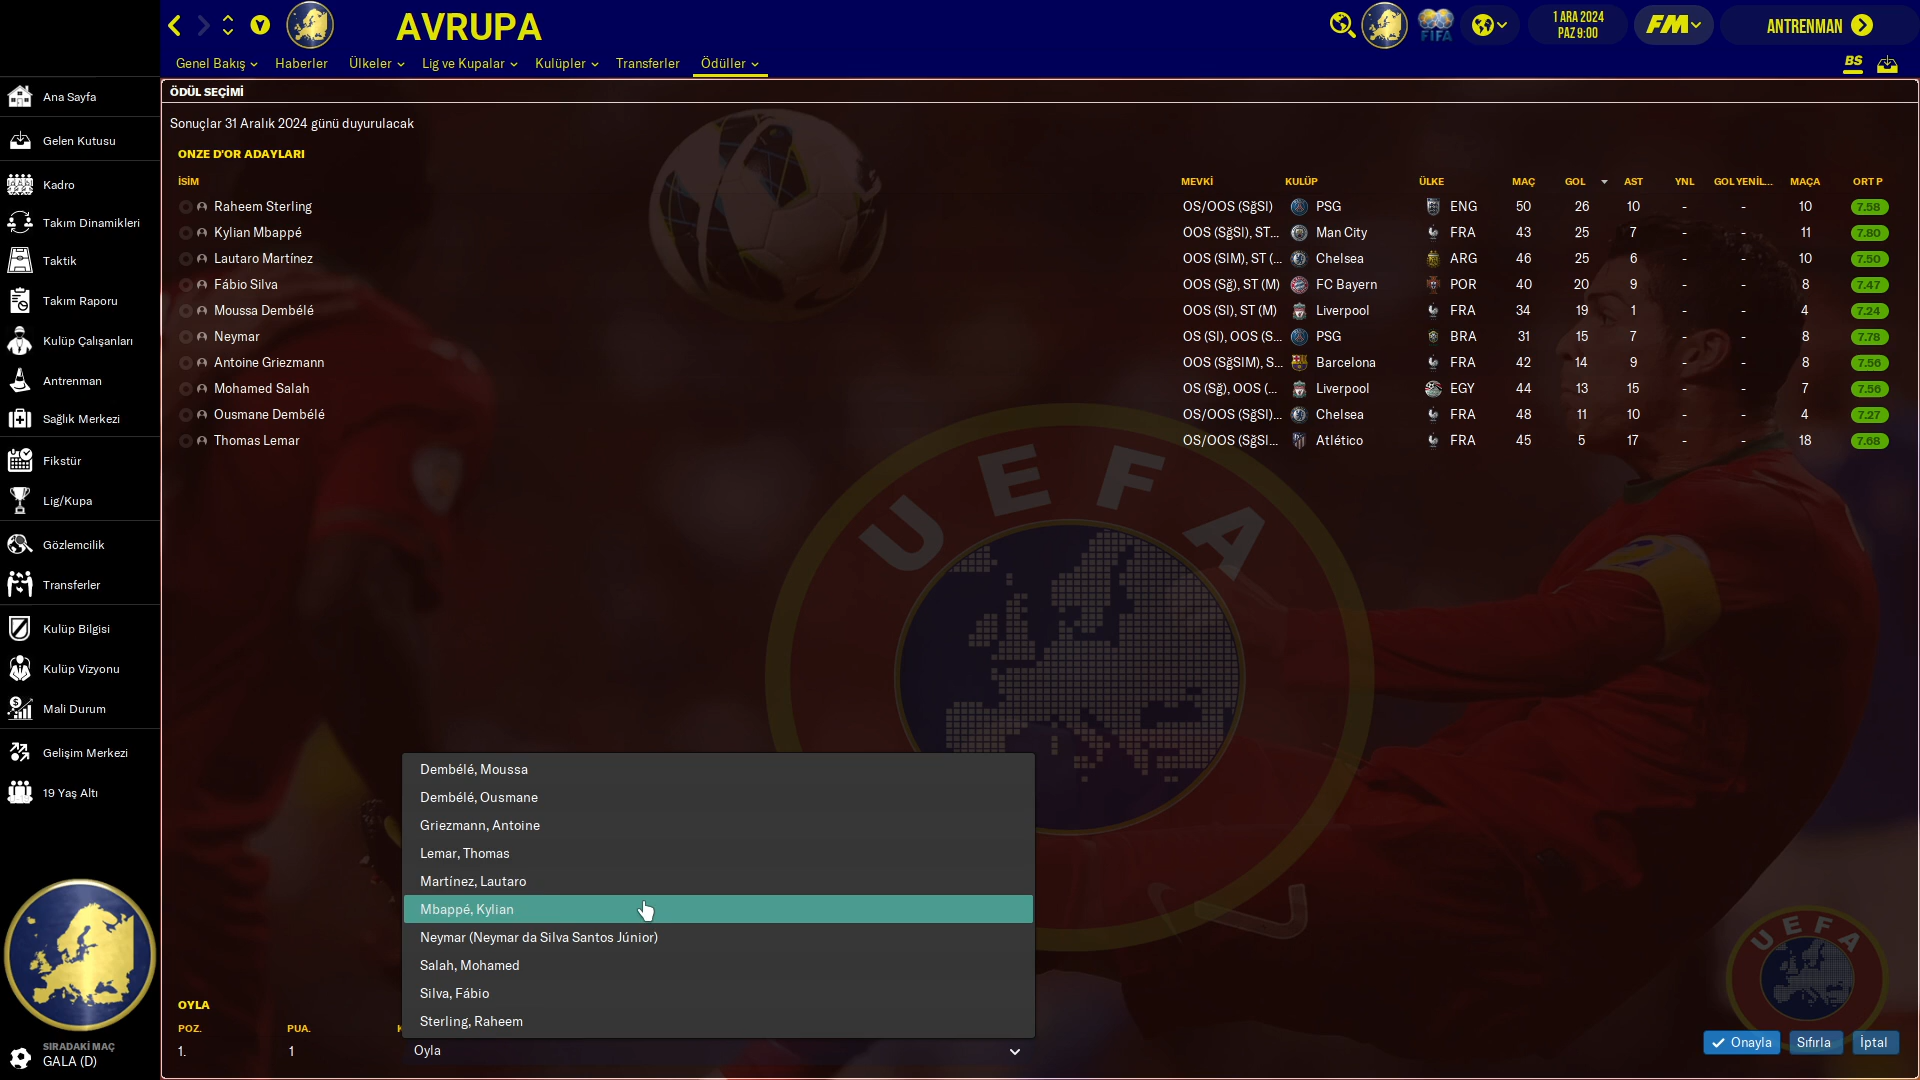 AVRUPA
FIFA
1 ARA 2024
PAZ 9:00
FM
ANTRENMAN
Genel Bakış
Haberler
Ülkeler
Lig ve Kupalar
Kulüpler
Transferler
Ödüller
BS
Ana Sayfa
Gelen Kutusu
Kadro
Takım Dinamikleri
Taktik
Takım Raporu
Kulüp Çalışanları
Antrenman
Sağlık Merkezi
Fikstür
Lig/Kupa
Gözlemcilik
Transferler
Kulüp Bilgisi
Kulüp Vizyonu
Mali Durum
Gelişim Merkezi
19 Yaş Altı
SIRADAKİ MAÇ
GALA (D)
ÖDÜL SEÇİMİ
Sonuçlar 31 Aralık 2024 günü duyurulacak
ONZE D'OR ADAYLARI
İSİM MEVKİ KULÜP ÜLKE MAÇ GOL AST YNL GOL YENİL... MAÇA ORT P
Raheem Sterling OS/OOS (SğSl) PSG ENG 50 26 10 - - 10 7.58
Kylian Mbappé OOS (SğSl), ST... Man City FRA 43 25 7 - - 11 7.80
Lautaro Martínez OOS (SlM), ST (... Chelsea ARG 46 25 6 - - 10 7.50
Fábio Silva OOS (Sğ), ST (M) FC Bayern POR 40 20 9 - - 8 7.47
Moussa Dembélé OOS (Sl), ST (M) Liverpool FRA 34 19 1 - - 4 7.24
Neymar OS (Sl), OOS (S... PSG BRA 31 15 7 - - 8 7.78
Antoine Griezmann OOS (SğSlM), S... Barcelona FRA 42 14 9 - - 8 7.56
Mohamed Salah OS (Sğ), OOS (... Liverpool EGY 44 13 15 - - 7 7.56
Ousmane Dembélé OS/OOS (SğSl)... Chelsea FRA 48 11 10 - - 4 7.27
Thomas Lemar OS/OOS (SğSl... Atlético FRA 45 5 17 - - 18 7.68
UEFA
Dembélé, Moussa
Dembélé, Ousmane
Griezmann, Antoine
Lemar, Thomas
Martínez, Lautaro
Mbappé, Kylian
Neymar (Neymar da Silva Santos Júnior)
Salah, Mohamed
Silva, Fábio
Sterling, Raheem
UEFA
OYLA
POZ. PUA.
1. 1 Oyla
Onayla
Sıfırla
İptal